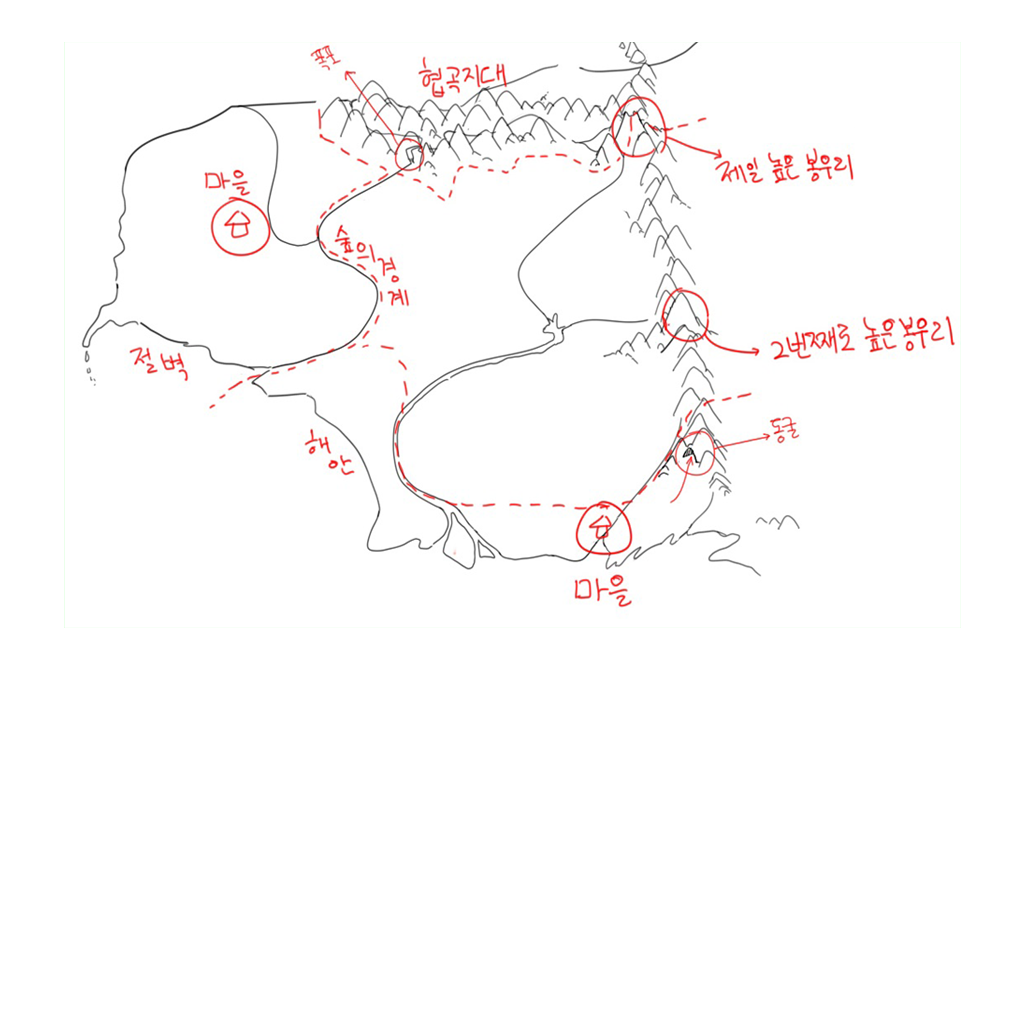 폭포
협곡지대
제일 높은 봉우리
마을
숲의경계
2번째로 높은봉우리
절벽
동굴
해안
마을